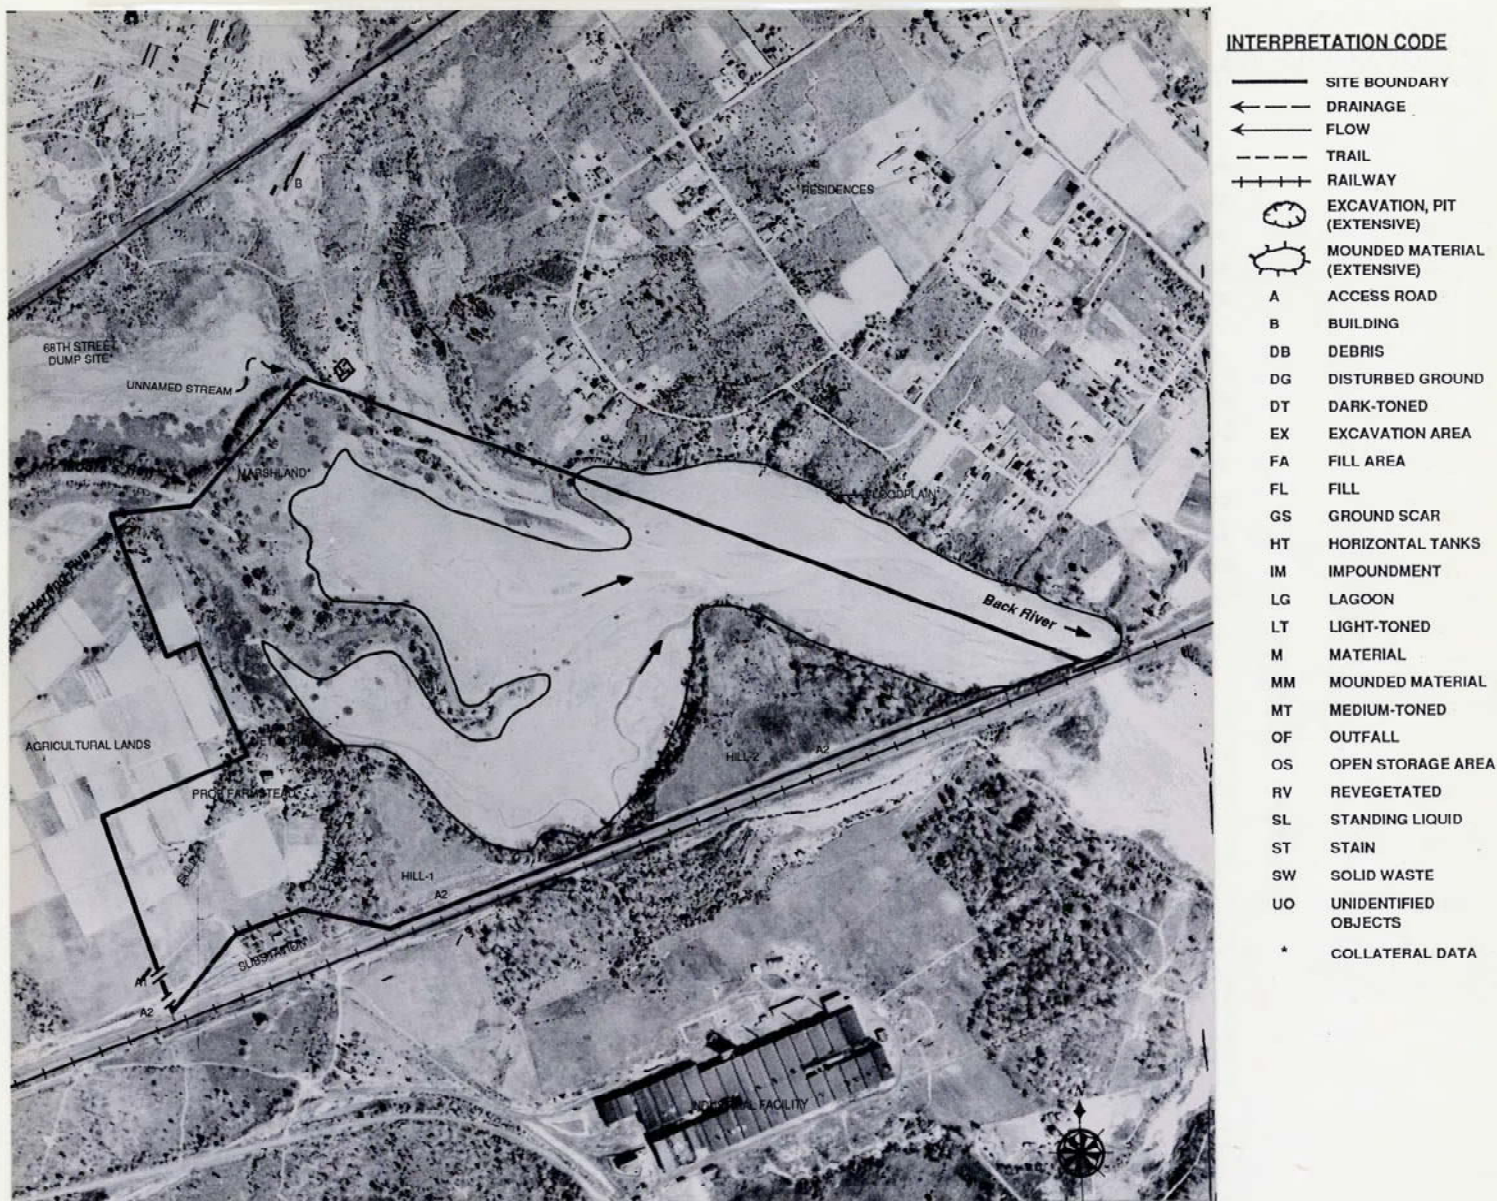 INTERPRETATION CODE
SITE BOUNDARY
DRAINAGE
FLOW
TRAIL
RAILWAY
EXCAVATION, PIT
(EXTENSIVE)
MOUNDED MATERIAL
(EXTENSIVE)
A ACCESS ROAD
B BUILDING
DB DEBRIS
DG DISTURBED GROUND
DT DARK-TONED
EX EXCAVATION AREA
FA FILL AREA
FL FILL
GS GROUND SCAR
HT HORIZONTAL TANKS
IM IMPOUNDMENT
LG LAGOON
LT LIGHT-TONED
M MATERIAL
MM MOUNDED MATERIAL
MT MEDIUM-TONED
OF OUTFALL
OS OPEN STORAGE AREA
RV REVEGETATED
SL STANDING LIQUID
ST STAIN
SW SOLID WASTE
UO UNIDENTIFIED
OBJECTS
* COLLATERAL DATA
B
RESIDENCES
68TH STREET
DUMP SITE*
UNNAMED STREAM
MARSHLAND*
FLOODPLAIN*
Back River
AGRICULTURAL LANDS
PROB FARMSTEAD
HILL-2
A2
HILL-1
A2
SUBSTATION*
A1
A2
INDUSTRIAL FACILITY